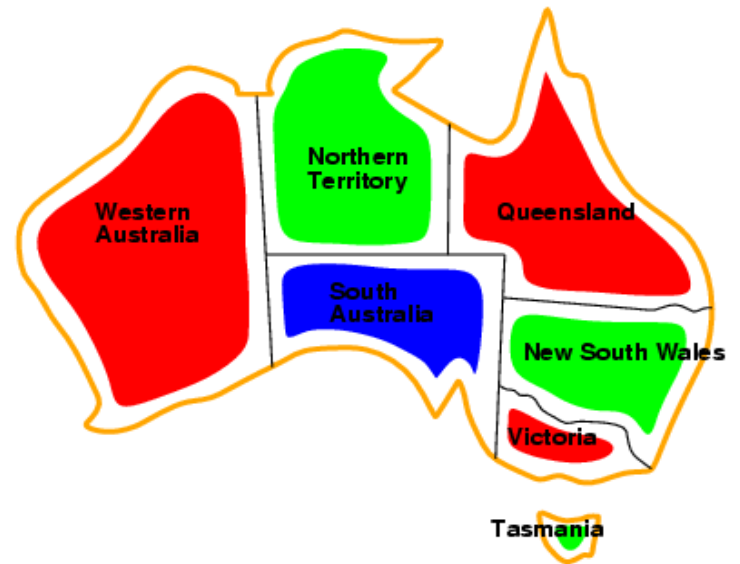 Northern
Territory
Western
Australia
Queensland
South
Australia
New South Wales
Victoria
Tasmania